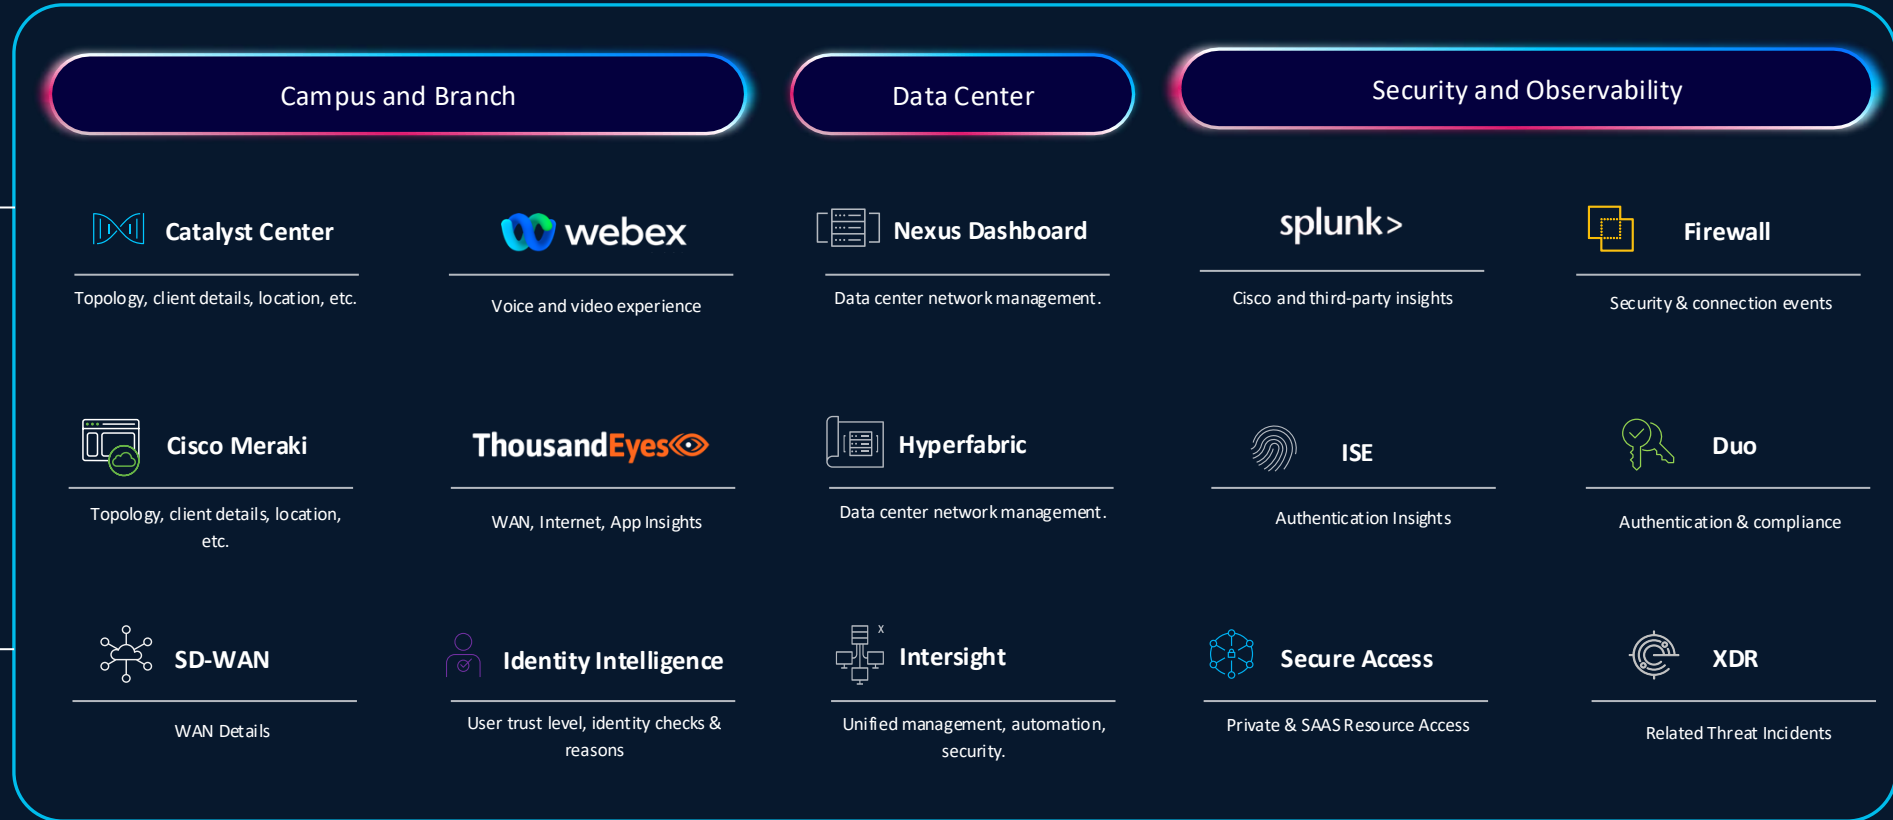 Campus and Branch
Data Center
Security and Observability
Catalyst Center
webex
Nexus Dashboard
splunk>
Firewall
Topology, client details, location, etc.
Voice and video experience
Data center network management.
Cisco and third-party insights
Security & connection events
Cisco Meraki
ThousandEyes
Hyperfabric
ISE
Duo
Topology, client details, location,
etc.
WAN, Internet, App Insights
Data center network management.
Authentication Insights
Authentication & compliance
SD-WAN
Identity Intelligence
X
Intersight
Secure Access
XDR
WAN Details
User trust level, identity checks &
reasons
Unified management, automation,
security.
Private & SAAS Resource Access
Related Threat Incidents